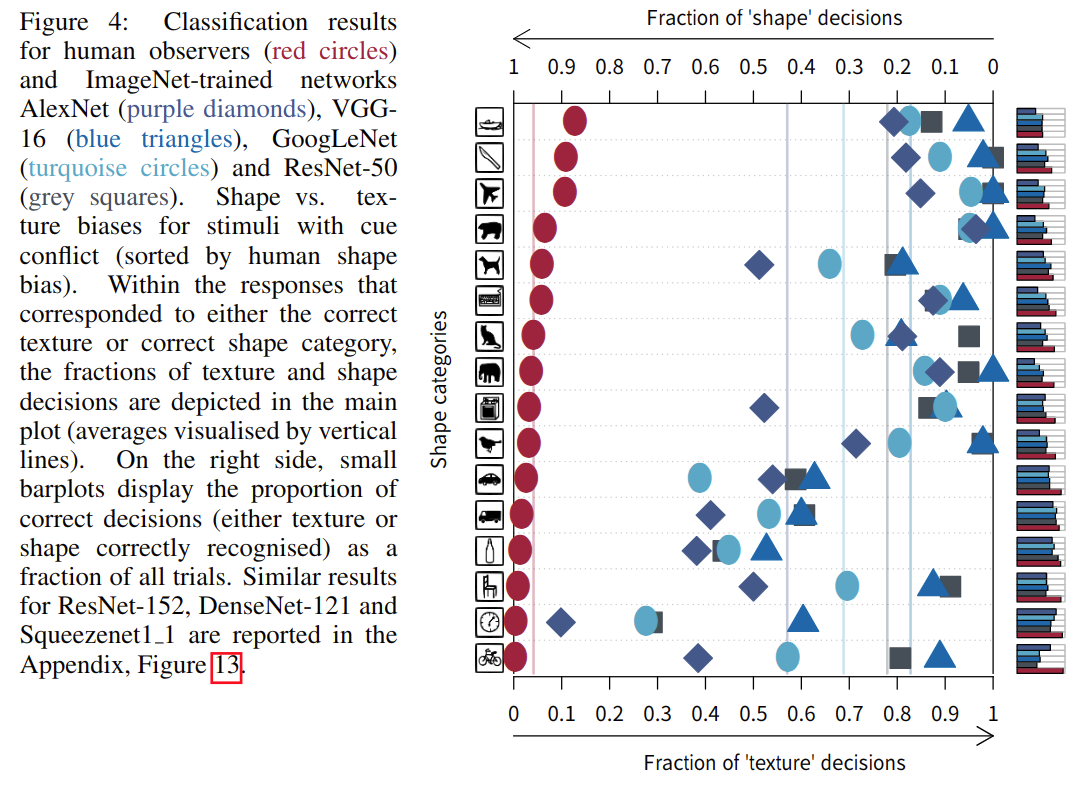 Figure 4: Classification results
for human observers (red circles)
and ImageNet-trained networks
AlexNet (purple diamonds), VGG-
16 (blue triangles), GoogLeNet
(turquoise circles) and ResNet-50
(grey squares). Shape vs. tex-
ture biases for stimuli with cue
conflict (sorted by human shape
bias). Within the responses that
corresponded to either the correct
texture or correct shape category,
the fractions of texture and shape
decisions are depicted in the main
plot (averages visualised by vertical
lines). On the right side, small
barplots display the proportion of
correct decisions (either texture or
shape correctly recognised) as a
fraction of all trials. Similar results
for ResNet-152, DenseNet-121 and
Squeezenet1_1 are reported in the
Appendix, Figure 13.
Fraction of 'shape' decisions
1 0.9 0.8 0.7 0.6 0.5 0.4 0.3 0.2 0.1 0
Shape categories
0 0.1 0.2 0.3 0.4 0.5 0.6 0.7 0.8 0.9 1
Fraction of 'texture' decisions